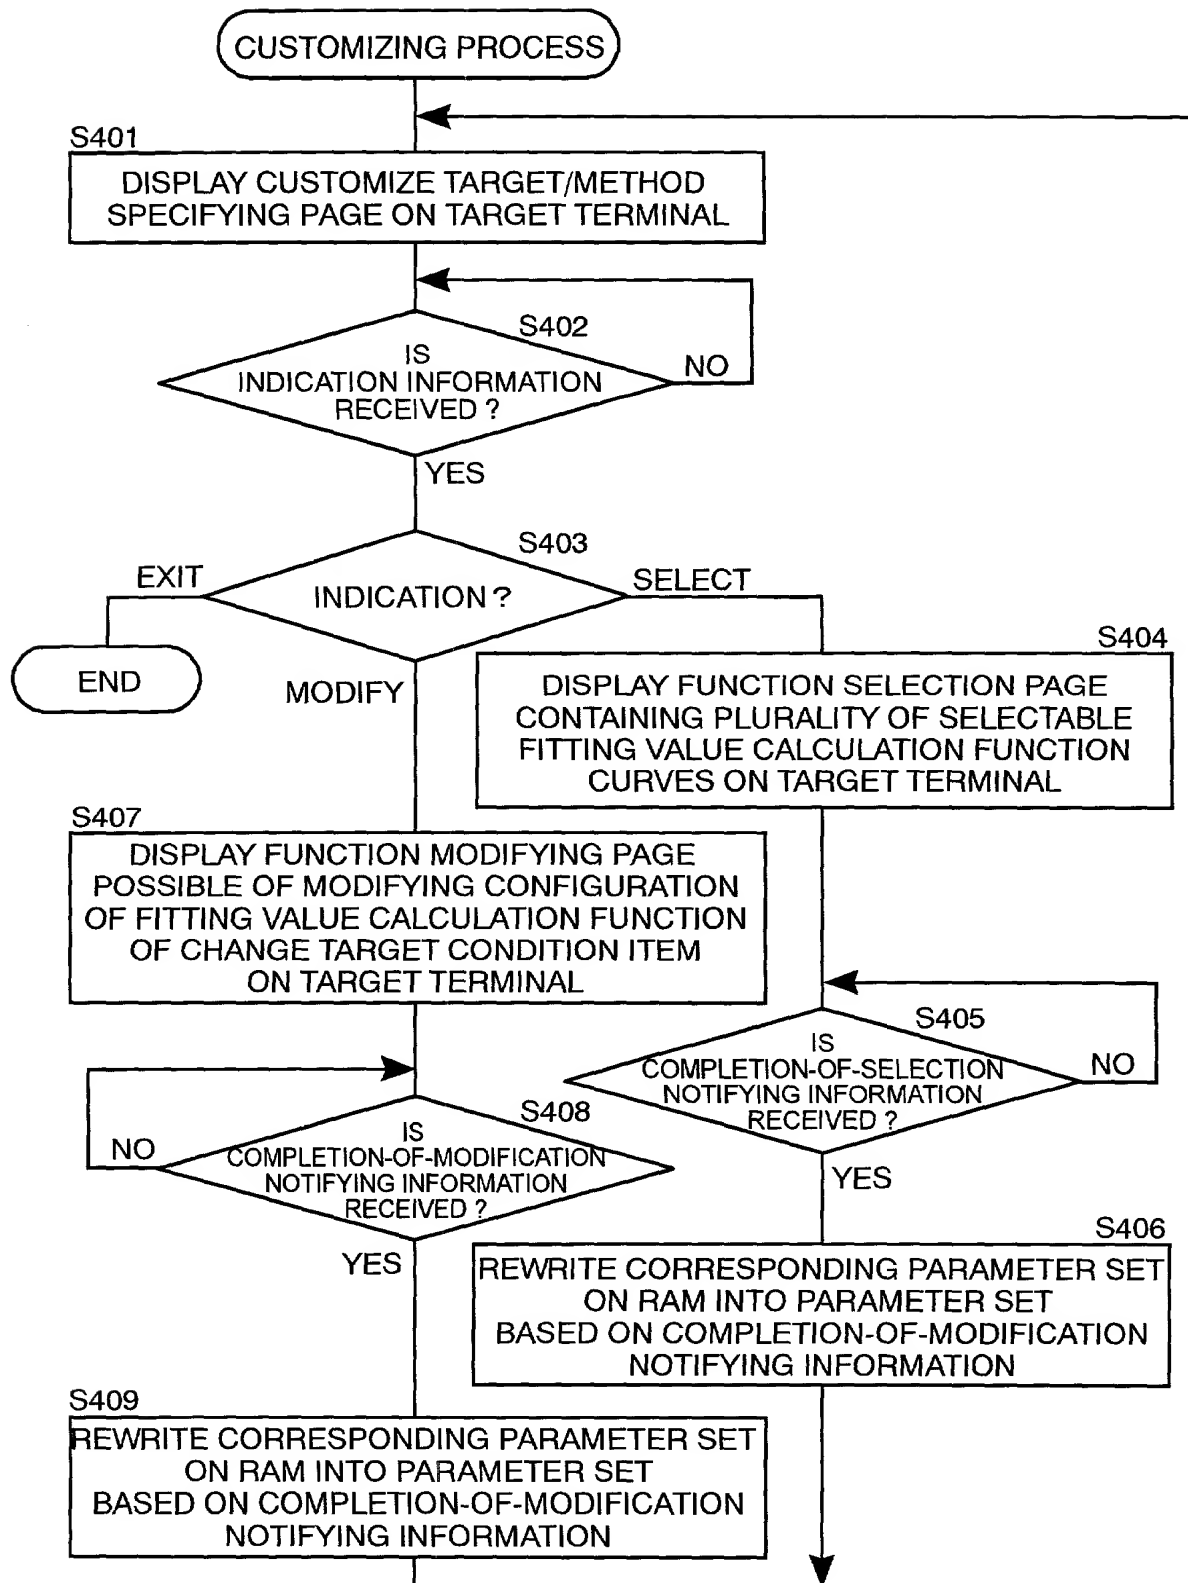 CUSTOMIZING PROCESS
S401
DISPLAY CUSTOMIZE TARGET/METHOD
SPECIFYING PAGE ON TARGET TERMINAL
S402
IS
INDICATION INFORMATION
RECEIVED ?
NO
YES
S403
INDICATION ?
EXIT
SELECT
END
MODIFY
S404
DISPLAY FUNCTION SELECTION PAGE
CONTAINING PLURALITY OF SELECTABLE
FITTING VALUE CALCULATION FUNCTION
CURVES ON TARGET TERMINAL
S407
DISPLAY FUNCTION MODIFYING PAGE
POSSIBLE OF MODIFYING CONFIGURATION
OF FITTING VALUE CALCULATION FUNCTION
OF CHANGE TARGET CONDITION ITEM
ON TARGET TERMINAL
S405
IS
COMPLETION-OF-SELECTION
NOTIFYING INFORMATION
RECEIVED ?
NO
YES
S408
IS
COMPLETION-OF-MODIFICATION
NOTIFYING INFORMATION
RECEIVED ?
NO
YES
S406
REWRITE CORRESPONDING PARAMETER SET
ON RAM INTO PARAMETER SET
BASED ON COMPLETION-OF-MODIFICATION
NOTIFYING INFORMATION
S409
REWRITE CORRESPONDING PARAMETER SET
ON RAM INTO PARAMETER SET
BASED ON COMPLETION-OF-MODIFICATION
NOTIFYING INFORMATION